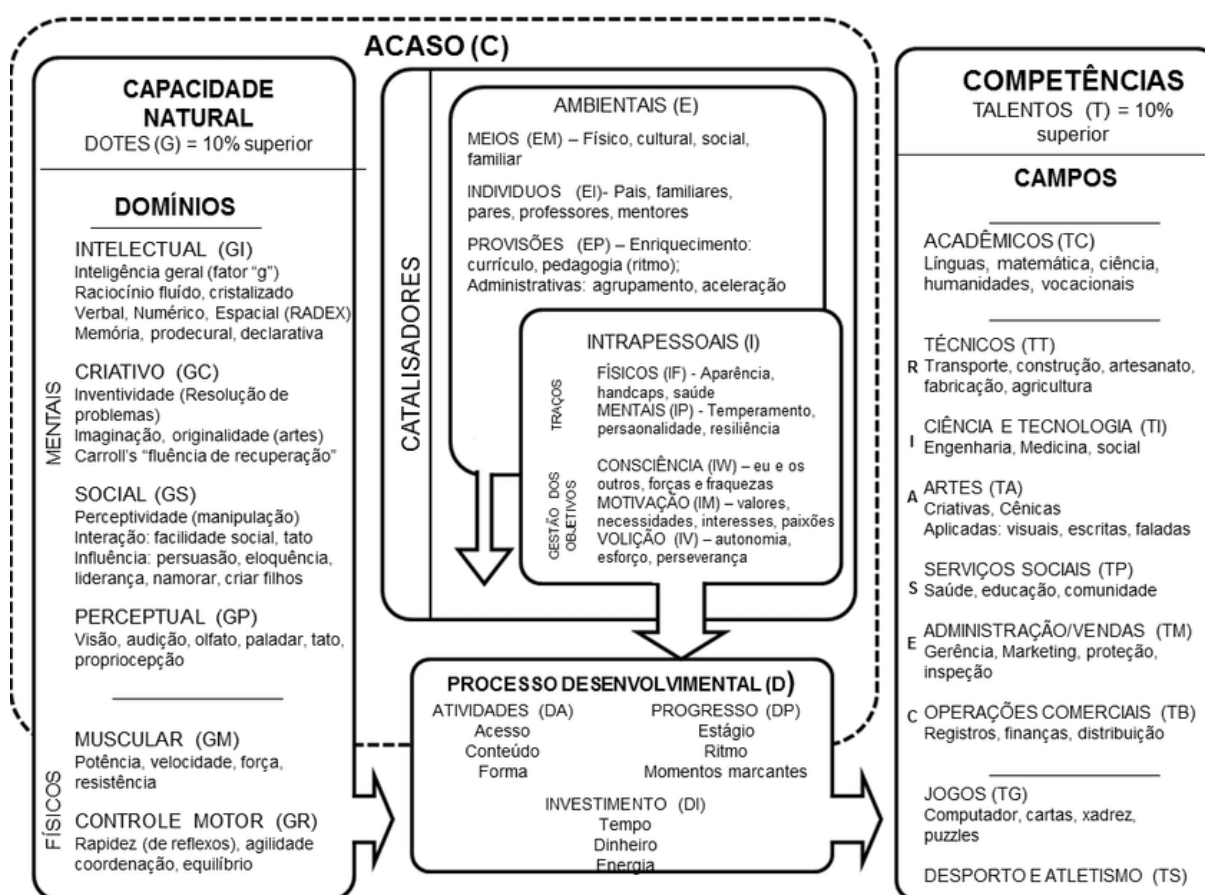 ACASO (C)
CAPACIDADE
NATURAL
DOTES (G) = 10% superior
DOMÍNIOS
MENTAIS
INTELECTUAL (GI)
Inteligência geral (fator “g”)
Raciocínio fluído, cristalizado
Verbal, Numérico, Espacial (RADEX)
Memória, prodecural, declarativa
CRIATIVO (GC)
Inventividade (Resolução de
problemas)
Imaginação, originalidade (artes)
Carroll’s “fluência de recuperação”
SOCIAL (GS)
Perceptividade (manipulação)
Interação: facilidade social, tato
Influência: persuasão, eloquência,
liderança, namorar, criar filhos
PERCEPTUAL (GP)
Visão, audição, olfato, paladar, tato,
propriocepção
FÍSICOS
MUSCULAR (GM)
Potência, velocidade, força,
resistência
CONTROLE MOTOR (GR)
Rapidez (de reflexos), agilidade
coordenação, equilíbrio
CATALISADORES
AMBIENTAIS (E)
MEIOS (EM) – Físico, cultural, social,
familiar
INDIVIDUOS (EI)- Pais, familiares,
pares, professores, mentores
PROVISÕES (EP) – Enriquecimento:
currículo, pedagogia (ritmo);
Administrativas: agrupamento, aceleração
INTRAPESSOAIS (I)
TRAÇOS
FÍSICOS (IF) - Aparência,
handcaps, saúde
MENTAIS (IP) - Temperamento,
persaonalidade, resiliência
GESTÃO DOS
OBJETIVOS
CONSCIÊNCIA (IW) – eu e os
outros, forças e fraquezas
MOTIVAÇÃO (IM) – valores,
necessidades, interesses, paixões
VOLIÇÃO (IV) – autonomia,
esforço, perseverança
PROCESSO DESENVOLVIMENTAL (D)
ATIVIDADES (DA)
Acesso
Conteúdo
Forma
PROGRESSO (DP)
Estágio
Ritmo
Momentos marcantes
INVESTIMENTO (DI)
Tempo
Dinheiro
Energia
COMPETÊNCIAS
TALENTOS (T) = 10%
superior
CAMPOS
ACADÊMICOS (TC)
Línguas, matemática, ciência,
humanidades, vocacionais
TÉCNICOS (TT)
R Transporte, construção, artesanato,
fabricação, agricultura
CIÊNCIA E TECNOLOGIA (TI)
I Engenharia, Medicina, social
A ARTES (TA)
Criativas, Cênicas
Aplicadas: visuais, escritas, faladas
SERVIÇOS SOCIAIS (TP)
S Saúde, educação, comunidade
E ADMINISTRAÇÃO/VENDAS (TM)
Gerência, Marketing, proteção,
inspeção
C OPERAÇÕES COMERCIAIS (TB)
Registros, finanças, distribuição
JOGOS (TG)
Computador, cartas, xadrez,
puzzles
DESPORTO E ATLETISMO (TS)